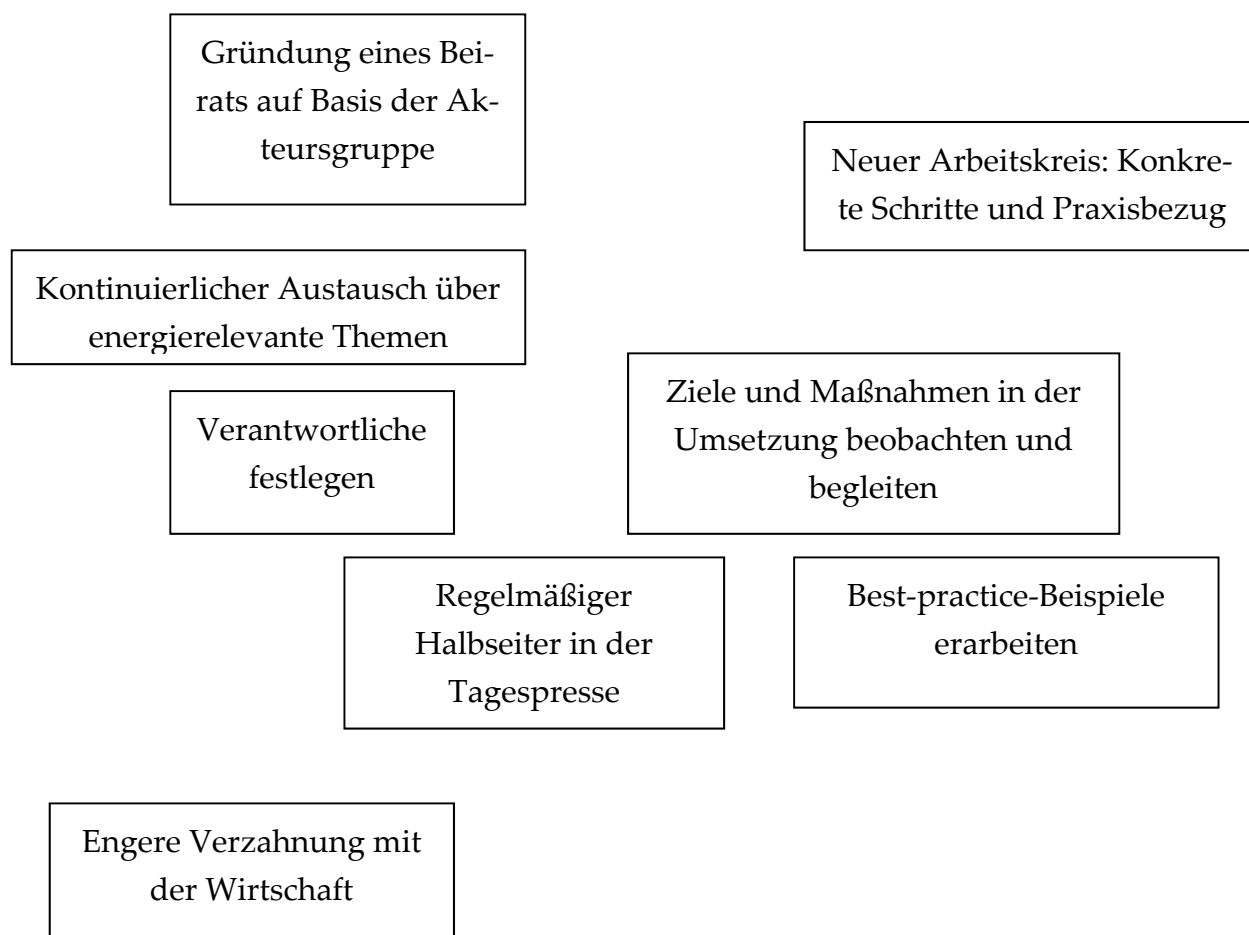 Gründung eines Bei-
rats auf Basis der Ak-
teursgruppe
Neuer Arbeitskreis: Konkre-
te Schritte und Praxisbezug
Kontinuierlicher Austausch über
energierelevante Themen
Ziele und Maßnahmen in der
Umsetzung beobachten und
begleiten
Verantwortliche
festlegen
Regelmäßiger
Halbseiter in der
Tagespresse
Best-practice-Beispiele
erarbeiten
Engere Verzahnung mit
der Wirtschaft